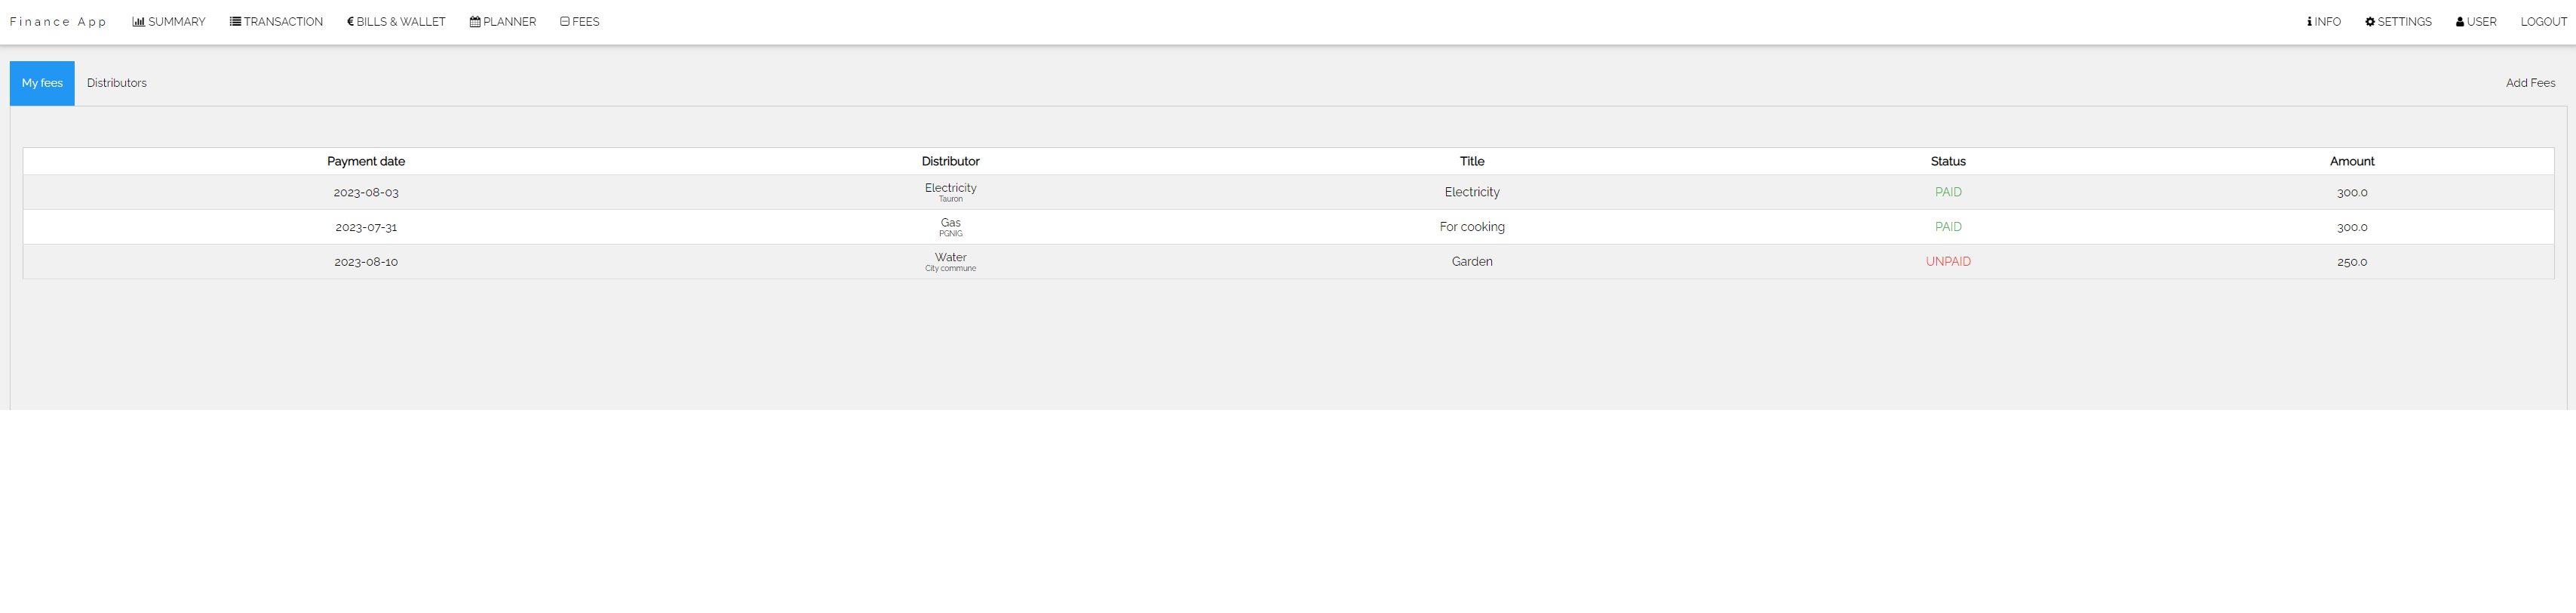 Finance App SUMMARY TRANSACTION € BILLS & WALLET PLANNER FEES INFO SETTINGS USER LOGOUT
My fees Distributors Add Fees
Payment date Distributor Title Status Amount
2023-08-03 Electricity Electricity PAID 300.0
Tauron
2023-07-31 Gas For cooking PAID 300.0
PGNIG
2023-08-10 Water Garden UNPAID 250.0
City commune